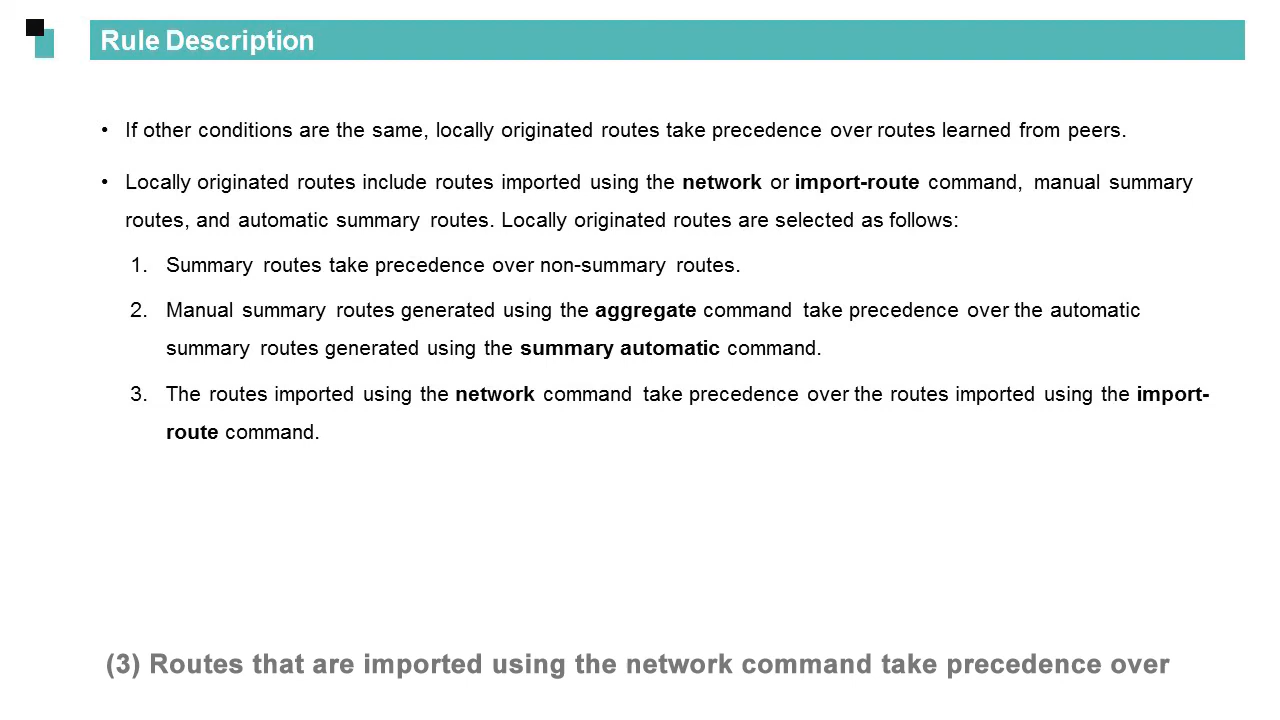 Rule Description
• If other conditions are the same, locally originated routes take precedence over routes learned from peers.
• Locally originated routes include routes imported using the network or import-route command, manual summary
routes, and automatic summary routes. Locally originated routes are selected as follows:
1. Summary routes take precedence over non-summary routes.
2. Manual summary routes generated using the aggregate command take precedence over the automatic
summary routes generated using the summary automatic command.
3. The routes imported using the network command take precedence over the routes imported using the import-
route command.
(3) Routes that are imported using the network command take precedence over